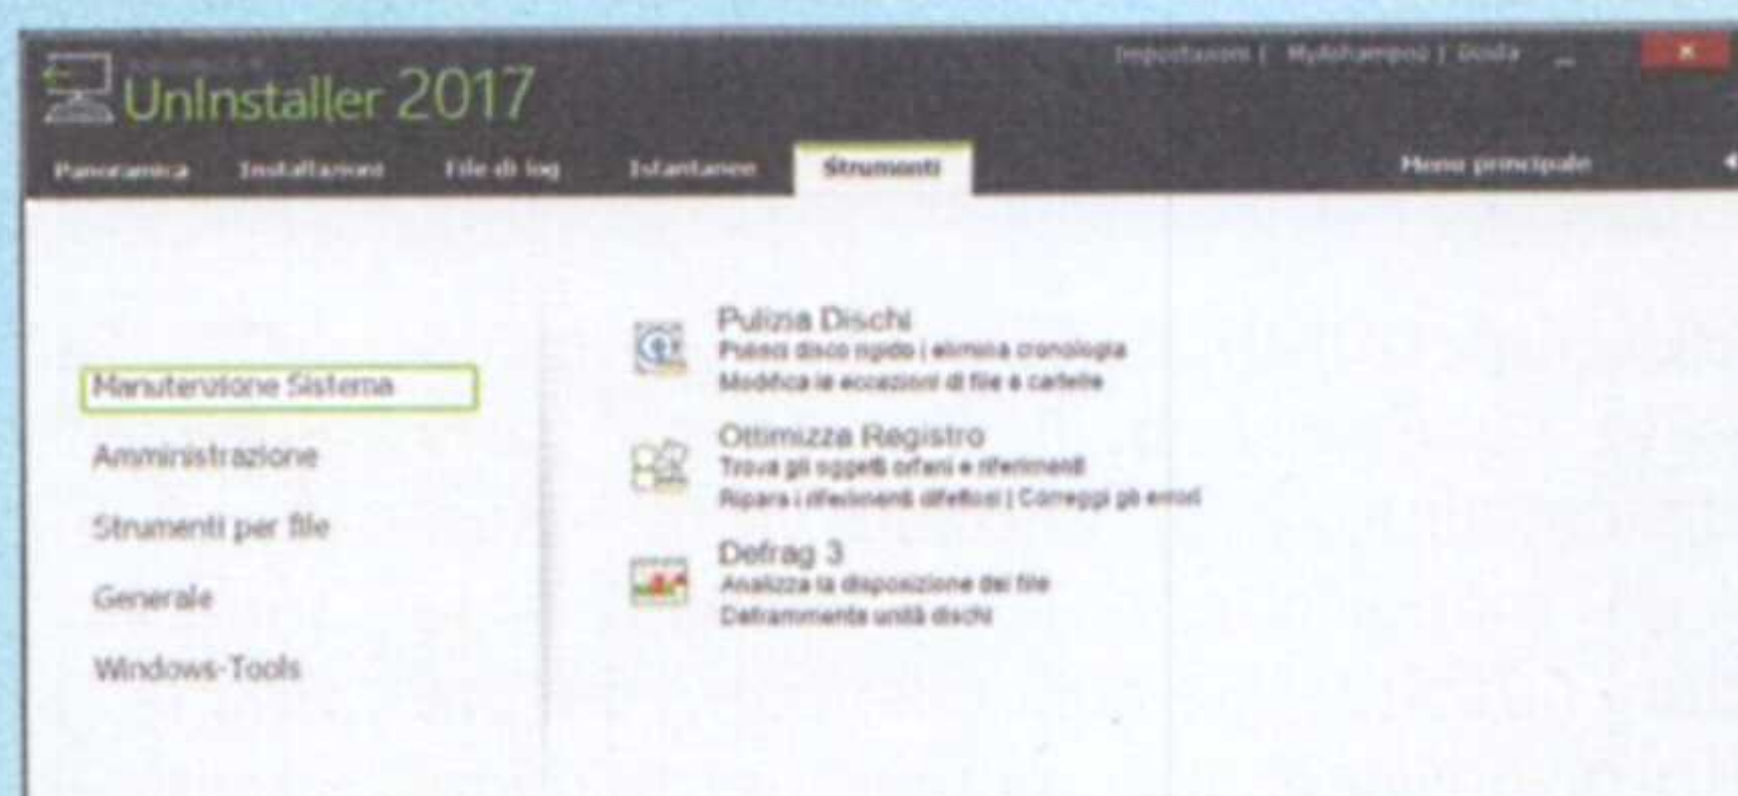 Impostazioni | MyAshampoo | Guida
UnInstaller 2017
Panoramica Installazioni File di log Istantanee Strumenti Menu principale
Pulizia Dischi
Pulisci disco rigido | elimina cronologia
Modifica le eccezioni di file e cartelle
Manutenzione Sistema
Ottimizza Registro
Amministrazione
Trova gli oggetti orfani e riferimenti
Ripara i riferimenti difettosi | Correggi gli errori
Strumenti per file
Defrag 3
Analizza la disposizione dei file
Generale
Deframmenta unità dischi
Windows-Tools